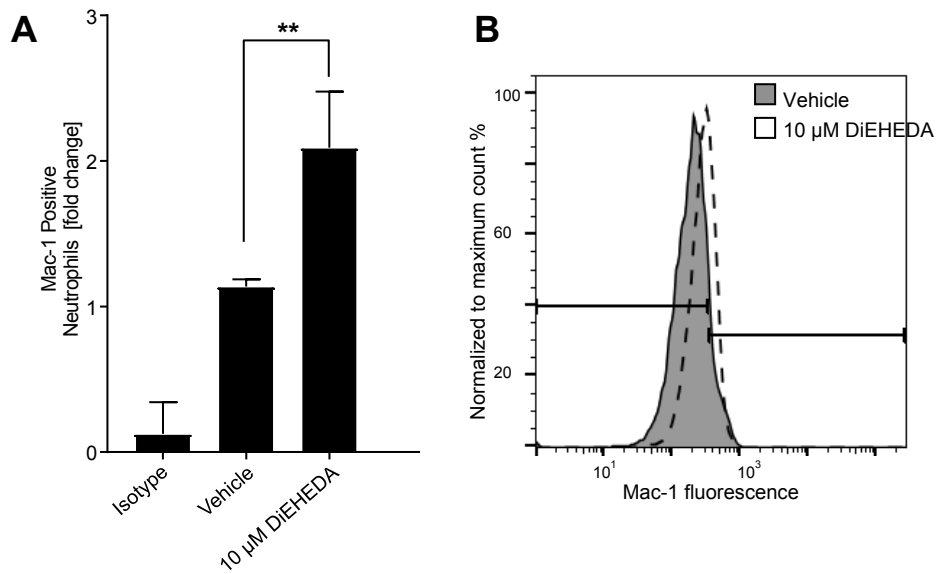 A
Mac-1 Positive
Neutrophils [fold change]
3
2
1
0
**
Isotype
Vehicle
10 µM DiEHEDA
B
Normalized to maximum count %
100
60
20
Vehicle
10 µM DiEHEDA
10¹
10³
Mac-1 fluorescence